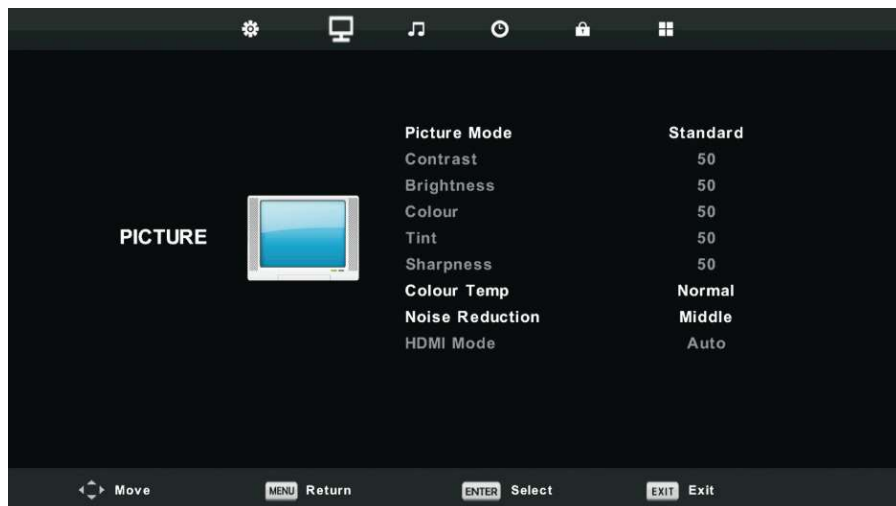 Picture Mode Standard
Contrast 50
Brightness 50
Colour 50
PICTURE
Tint 50
Sharpness 50
Colour Temp Normal
Noise Reduction Middle
HDMI Mode Auto
Move MENU Return ENTER Select EXIT Exit